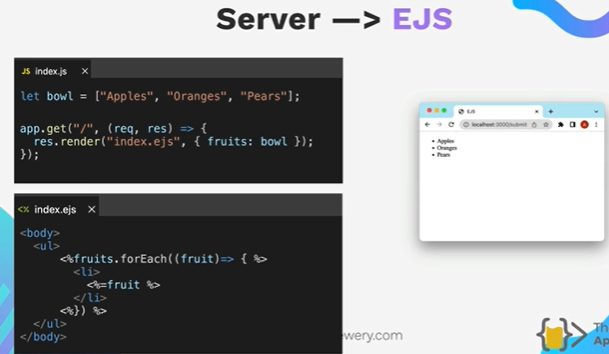 Server —> EJS
JS index.js ×
let bowl = ["Apples", "Oranges", "Pears"];
app.get("/", (req, res) => {
  res.render("index.ejs", { fruits: bowl });
});
<% index.ejs ×
<body>
  <ul>
      <%fruits.forEach((fruit)=> { %>
        <li>
          <%=fruit %>
        </li>
      <%}) %>
  </ul>
</body>
EJS
localhost:3000/submit
• Apples
• Oranges
• Pears
ewery.com
Th
Ap